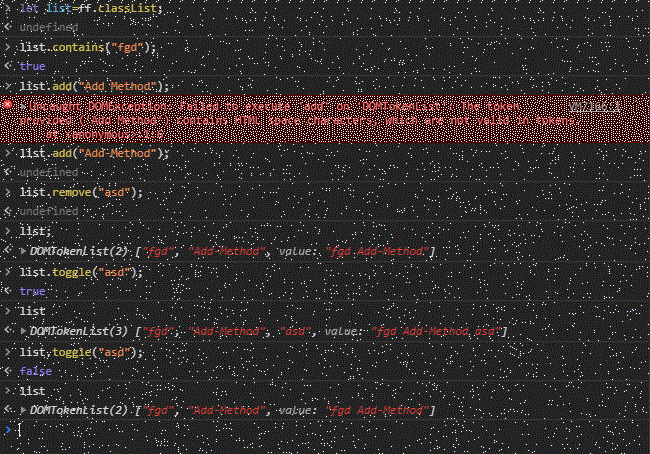 > let list=ff.classList;
< undefined
> list.contains("fgd");
< true
> list.add("Add Method");
▸Uncaught DOMException: Failed to execute 'add' on 'DOMTokenList': The token
provided ('Add Method') contains HTML space characters, which are not valid in tokens.
at <anonymous>
> list.add("Add-Method");
< undefined
> list.remove("asd");
< undefined
> list;
< ▸DOMTokenList(2) ["fgd", "Add-Method", value: "fgd Add-Method"]
> list.toggle("asd");
< true
> list
< ▸DOMTokenList(3) ["fgd", "Add-Method", "asd", value: "fgd Add-Method asd"]
> list.toggle("asd");
< false
> list
< ▸DOMTokenList(2) ["fgd", "Add-Method", value: "fgd Add-Method"]
>